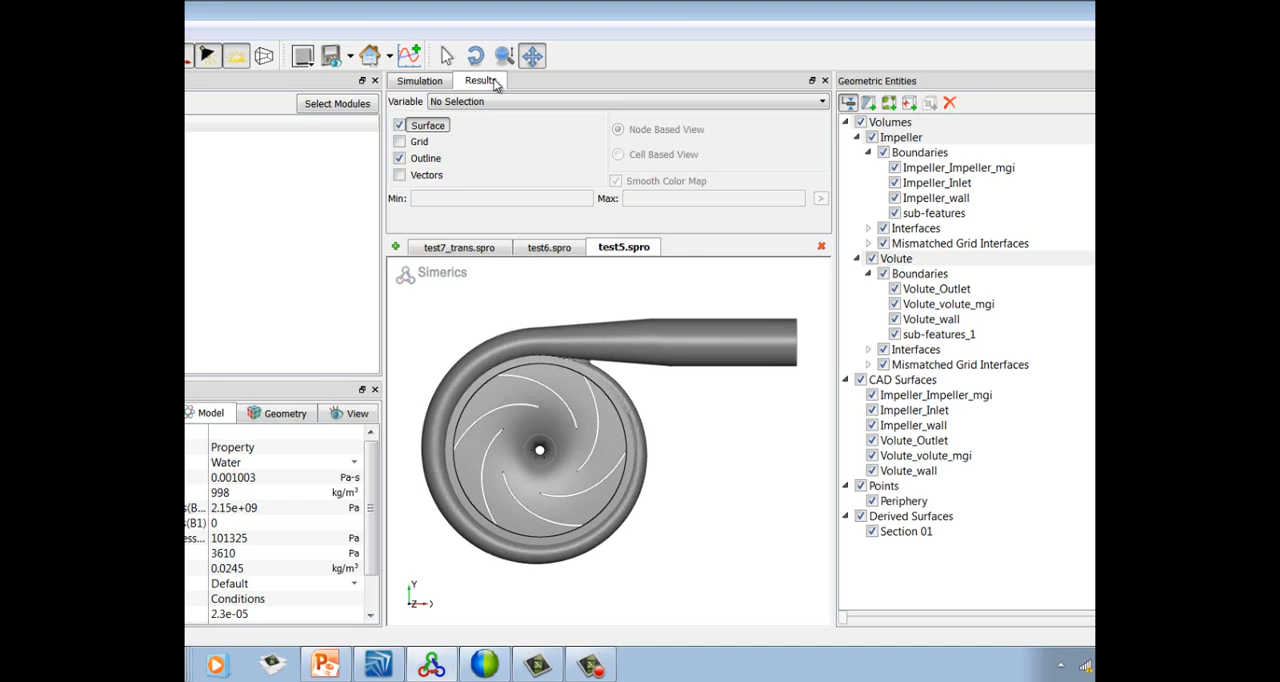 Simulation
Results
Geometric Entities
Select Modules
Variable No Selection
Surface
Grid
Outline
Vectors
Node Based View
Cell Based View
Smooth Color Map
Min:
Max:
>
test7_trans.spro
test6.spro
test5.spro
Simerics
Y
Z
X
Model
Geometry
View
Property
Water
0.001003 Pa-s
998 kg/m³
s(B... 2.15e+09 Pa
s(B1) 0
ess... 101325 Pa
3610 Pa
0.0245 kg/m³
Default
Conditions
2.3e-05
Volumes
Impeller
Boundaries
Impeller_Impeller_mgi
Impeller_Inlet
Impeller_wall
sub-features
Interfaces
Mismatched Grid Interfaces
Volute
Boundaries
Volute_Outlet
Volute_volute_mgi
Volute_wall
sub-features_1
Interfaces
Mismatched Grid Interfaces
CAD Surfaces
Impeller_Impeller_mgi
Impeller_Inlet
Impeller_wall
Volute_Outlet
Volute_volute_mgi
Volute_wall
Points
Periphery
Derived Surfaces
Section 01